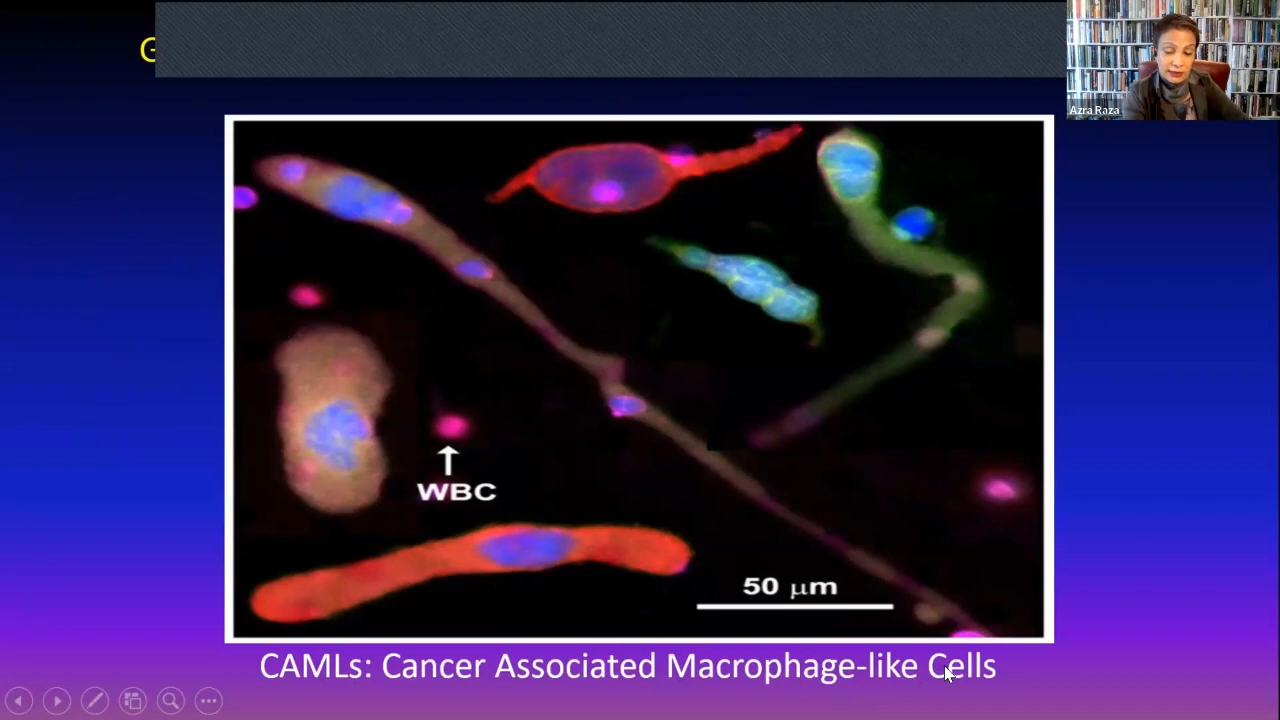 G
Azra Raza
WBC
50 μm
CAMLs: Cancer Associated Macrophage-like Cells